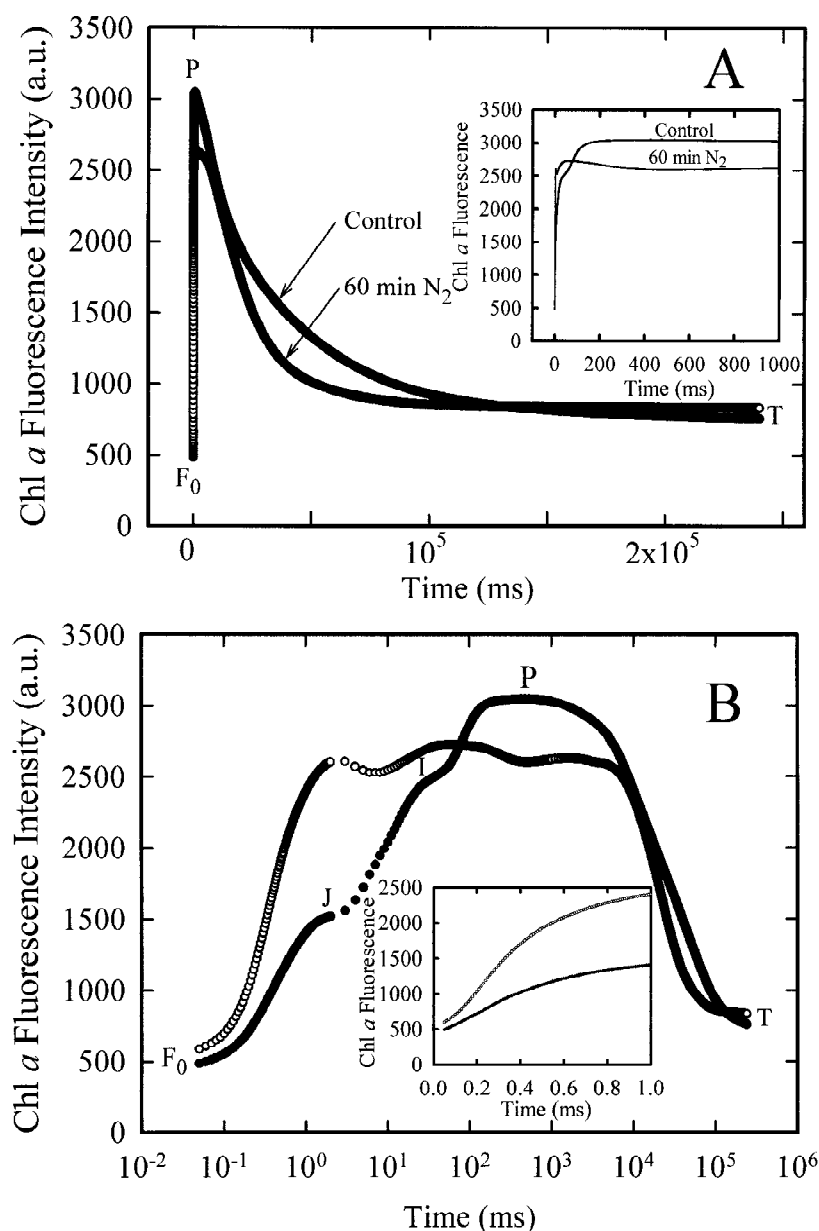 A
Chl a Fluorescence Intensity (a.u.)
3500
3000
2500
2000
1500
1000
500
0
P
F0
Control
60 min N2
T
0
10^5
2x10^5
Time (ms)
Chl a Fluorescence
3500
3000
2500
2000
1500
1000
500
0
Control
60 min N2
0 200 400 600 800 1000
Time (ms)
B
Chl a Fluorescence Intensity (a.u.)
3500
3000
2500
2000
1500
1000
500
0
P
I
J
F0
T
Chl a Fluorescence
2500
2000
1500
1000
500
0
0.0 0.2 0.4 0.6 0.8 1.0
Time (ms)
10^-2 10^-1 10^0 10^1 10^2 10^3 10^4 10^5 10^6
Time (ms)